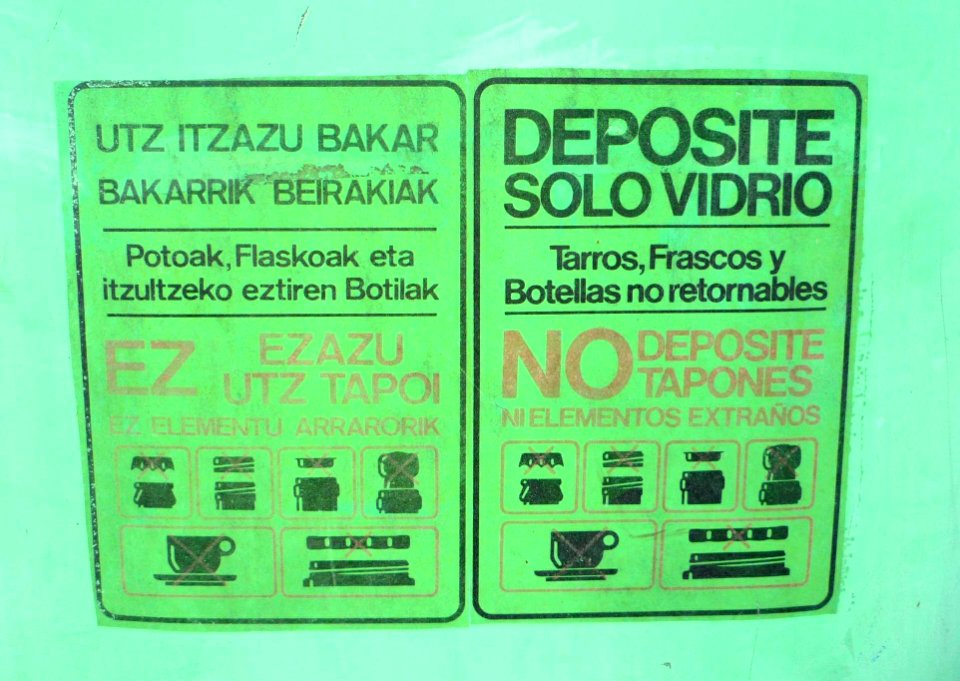 UTZ ITZAZU BAKAR
BAKARRIK BEIRAKIAK
Potoak, Flaskoak eta
itzultzeko eztiren Botilak
EZ EZAZU
UTZ TAPOI
EZ ELEMENTU ARRARORIK
DEPOSITE
SOLO VIDRIO
Tarros, Frascos y
Botellas no retornables
NO DEPOSITE
TAPONES
NI ELEMENTOS EXTRAÑOS